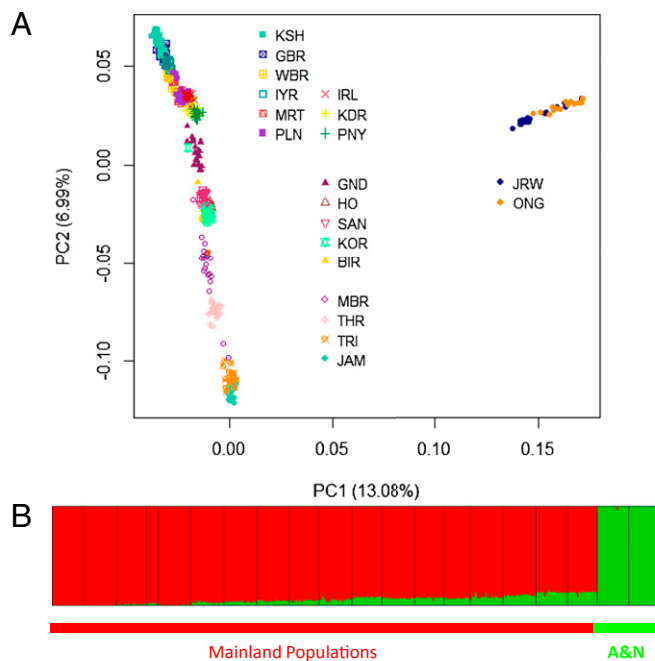 A
KSH
GBR
WBR
IYR IRL
MRT KDR
PLN PNY
GND JRW
HO ONG
SAN
KOR
BIR
MBR
THR
TRI
JAM
PC2 (6.99%)
0.05
0.00
-0.05
-0.10
0.00 0.05 0.10 0.15
PC1 (13.08%)
B
Mainland Populations A&N